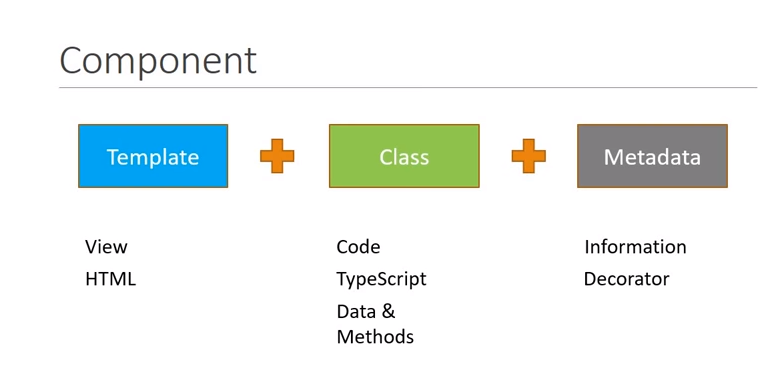 Component
Template
Class
Metadata
View
HTML
Code
TypeScript
Data &
Methods
Information
Decorator